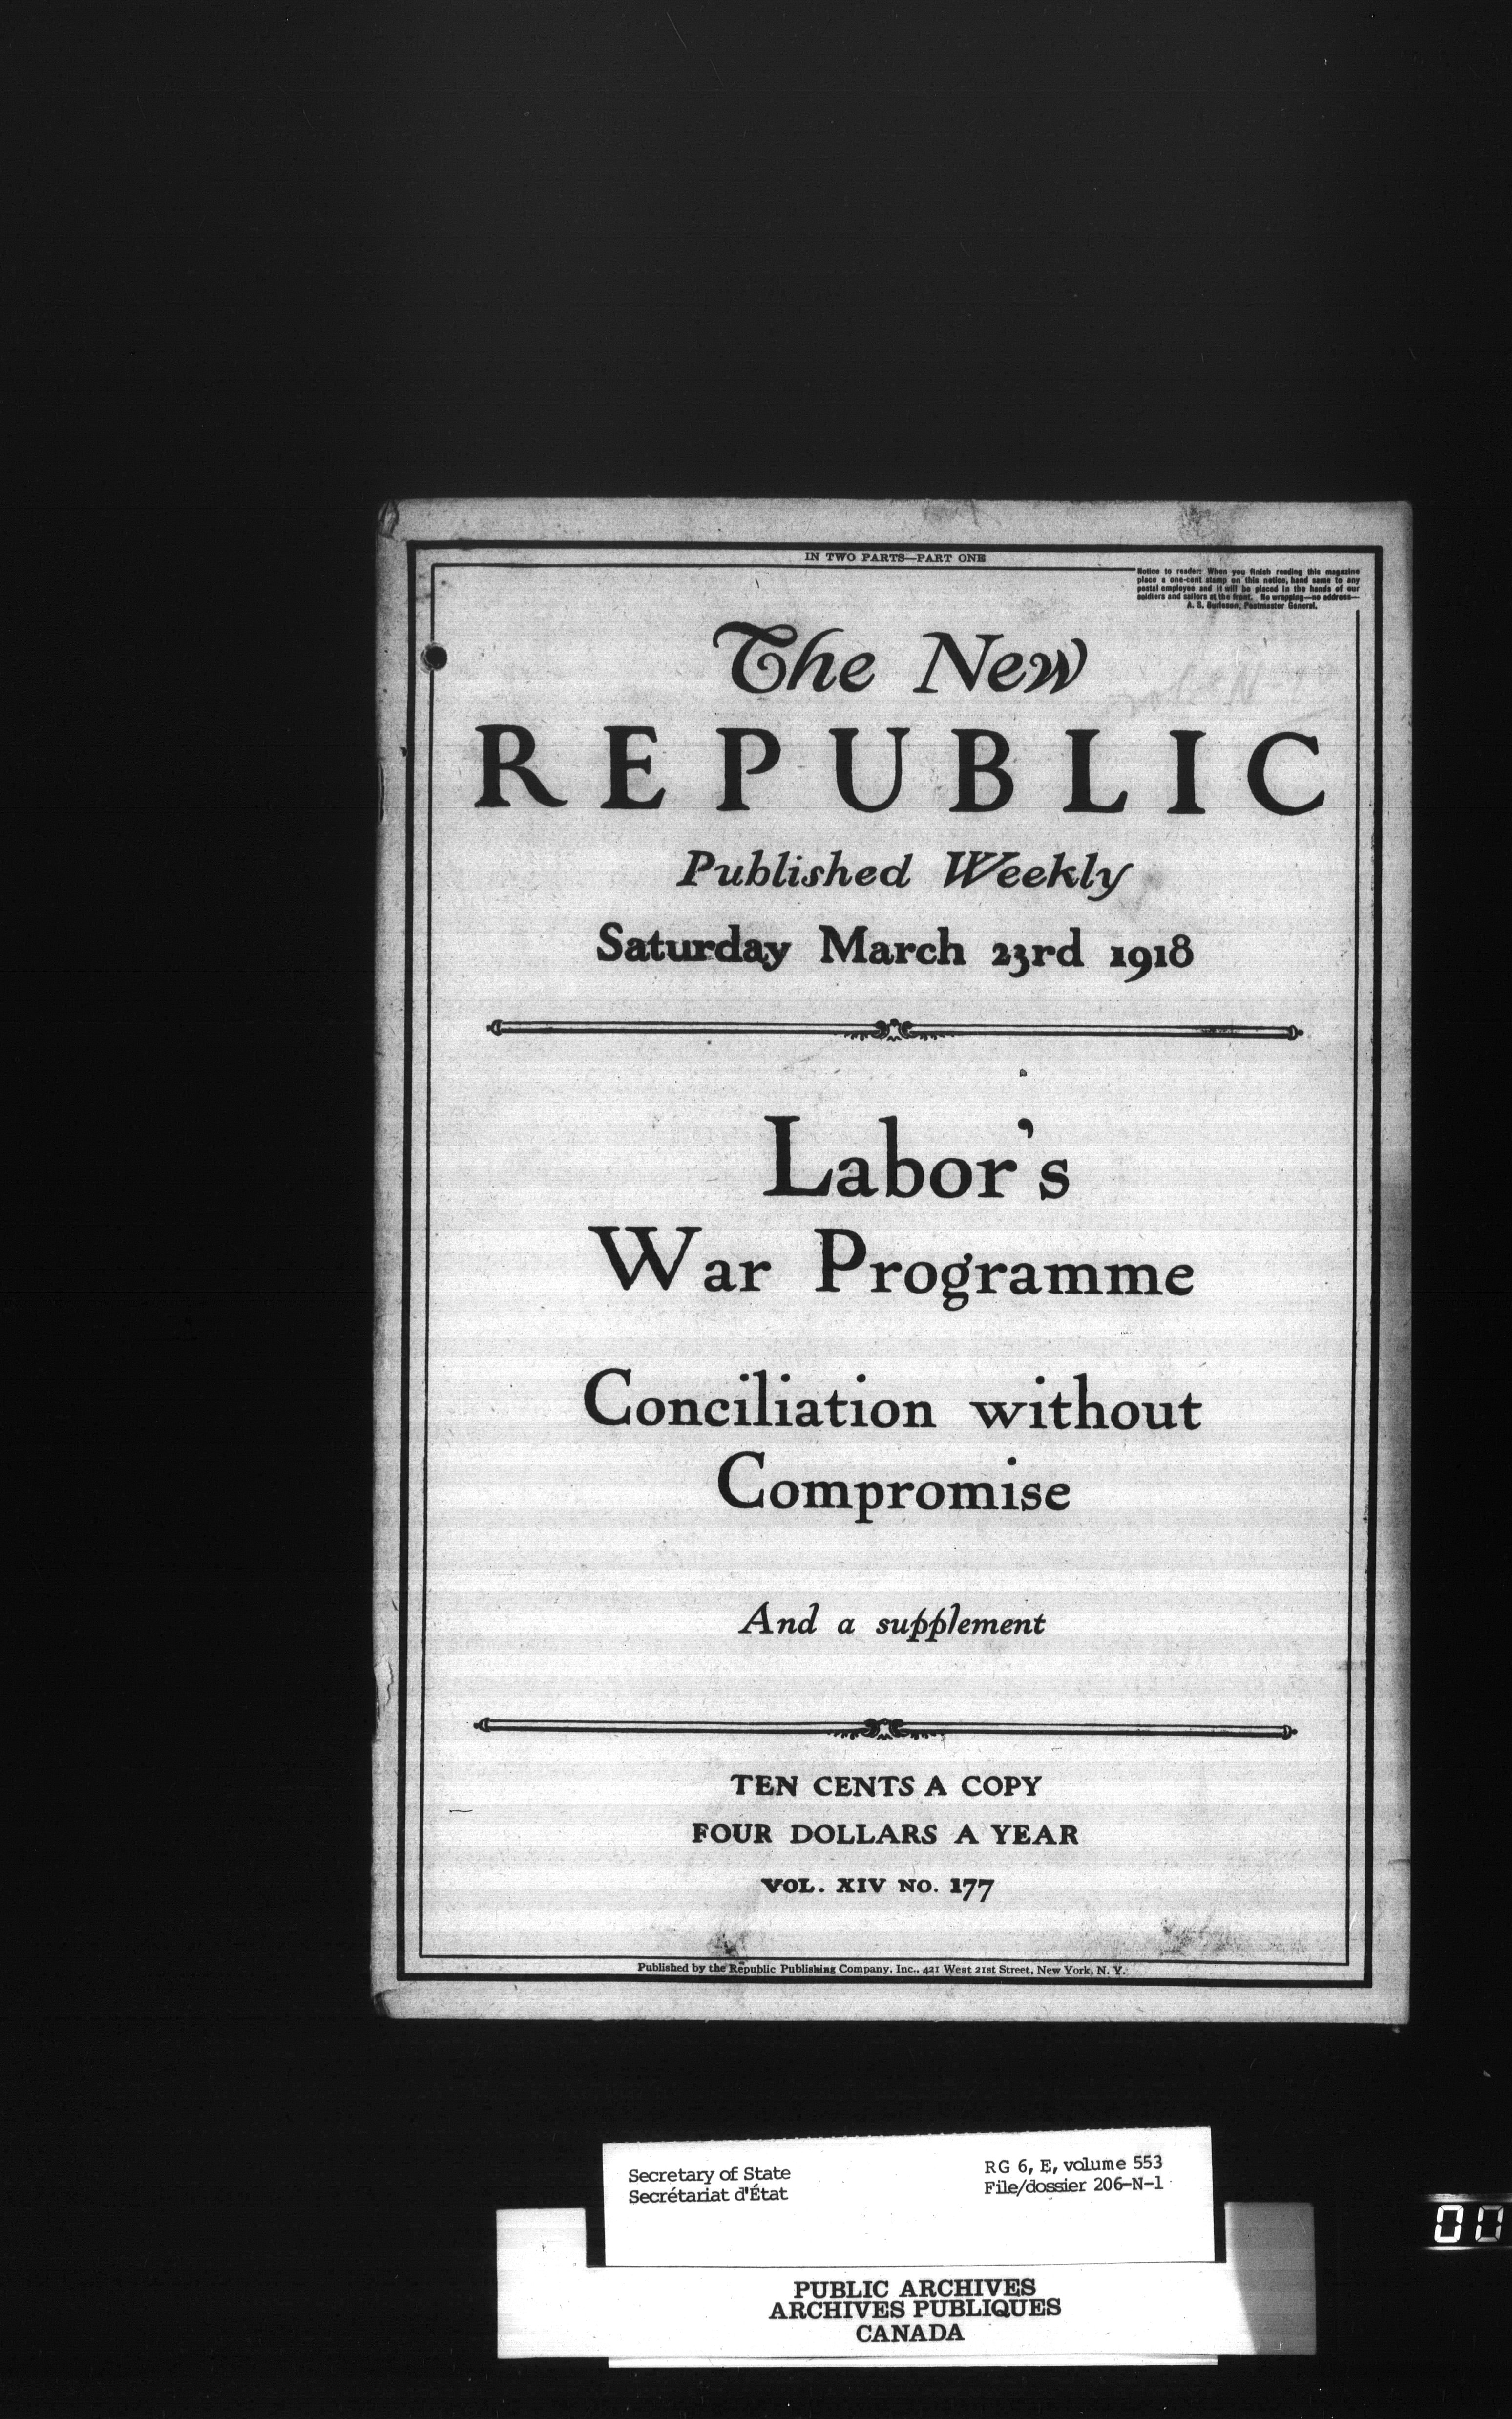 IN TWO PARTS—PART ONE
Notice to reader: When you finish reading this magazine
place a one-cent stamp on this notice, hand same to any
postal employee and it will be placed in the hands of our
soldiers and sailors at the front. No wrapping—no address—
A. S. Burleson, Postmaster General.
The New
REPUBLIC
Published Weekly
Saturday March 23rd 1918
Labor's
War Programme
Conciliation without
Compromise
And a supplement
TEN CENTS A COPY
FOUR DOLLARS A YEAR
VOL. XIV NO. 177
Published by the Republic Publishing Company, Inc., 421 West 21st Street, New York, N. Y.
Secretary of State
Secrétariat d'État
RG 6, E, volume 553
File/dossier 206-N-1
00
PUBLIC ARCHIVES
ARCHIVES PUBLIQUES
CANADA